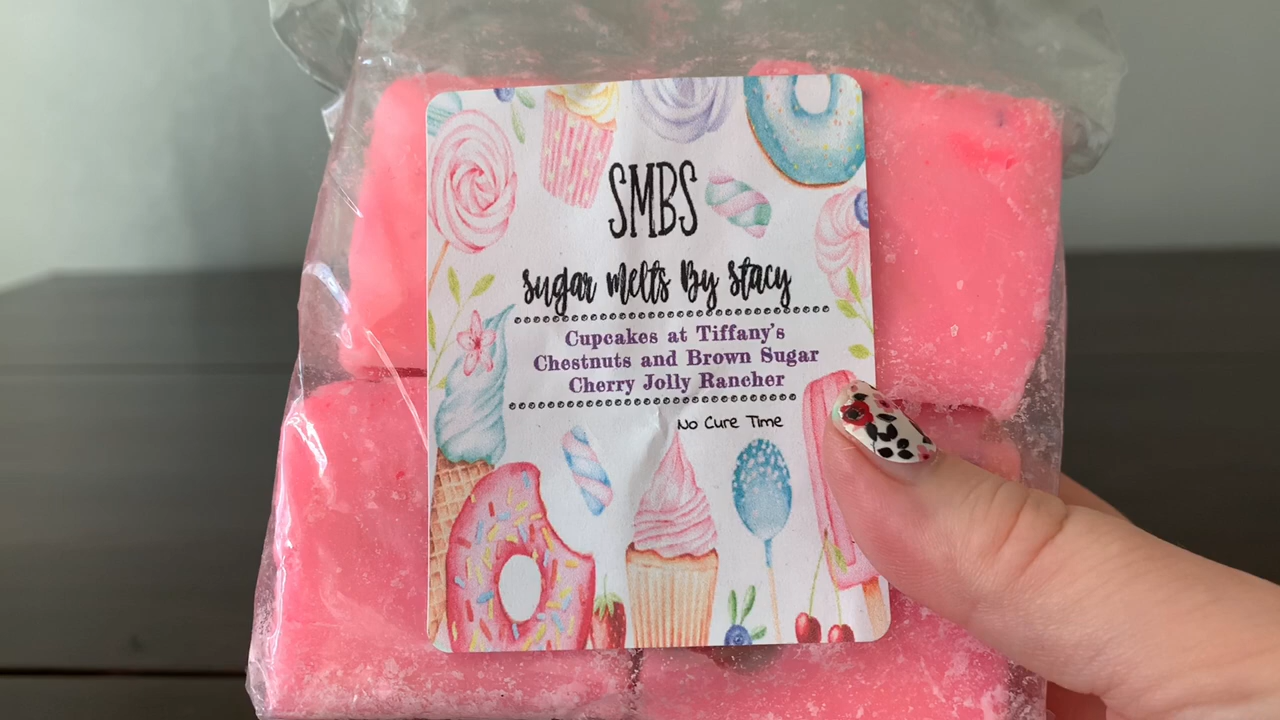 SMBS
Sugar Melts By Stacy
Cupcakes at Tiffany's
Chestnuts and Brown Sugar
Cherry Jolly Rancher
No Cure Time